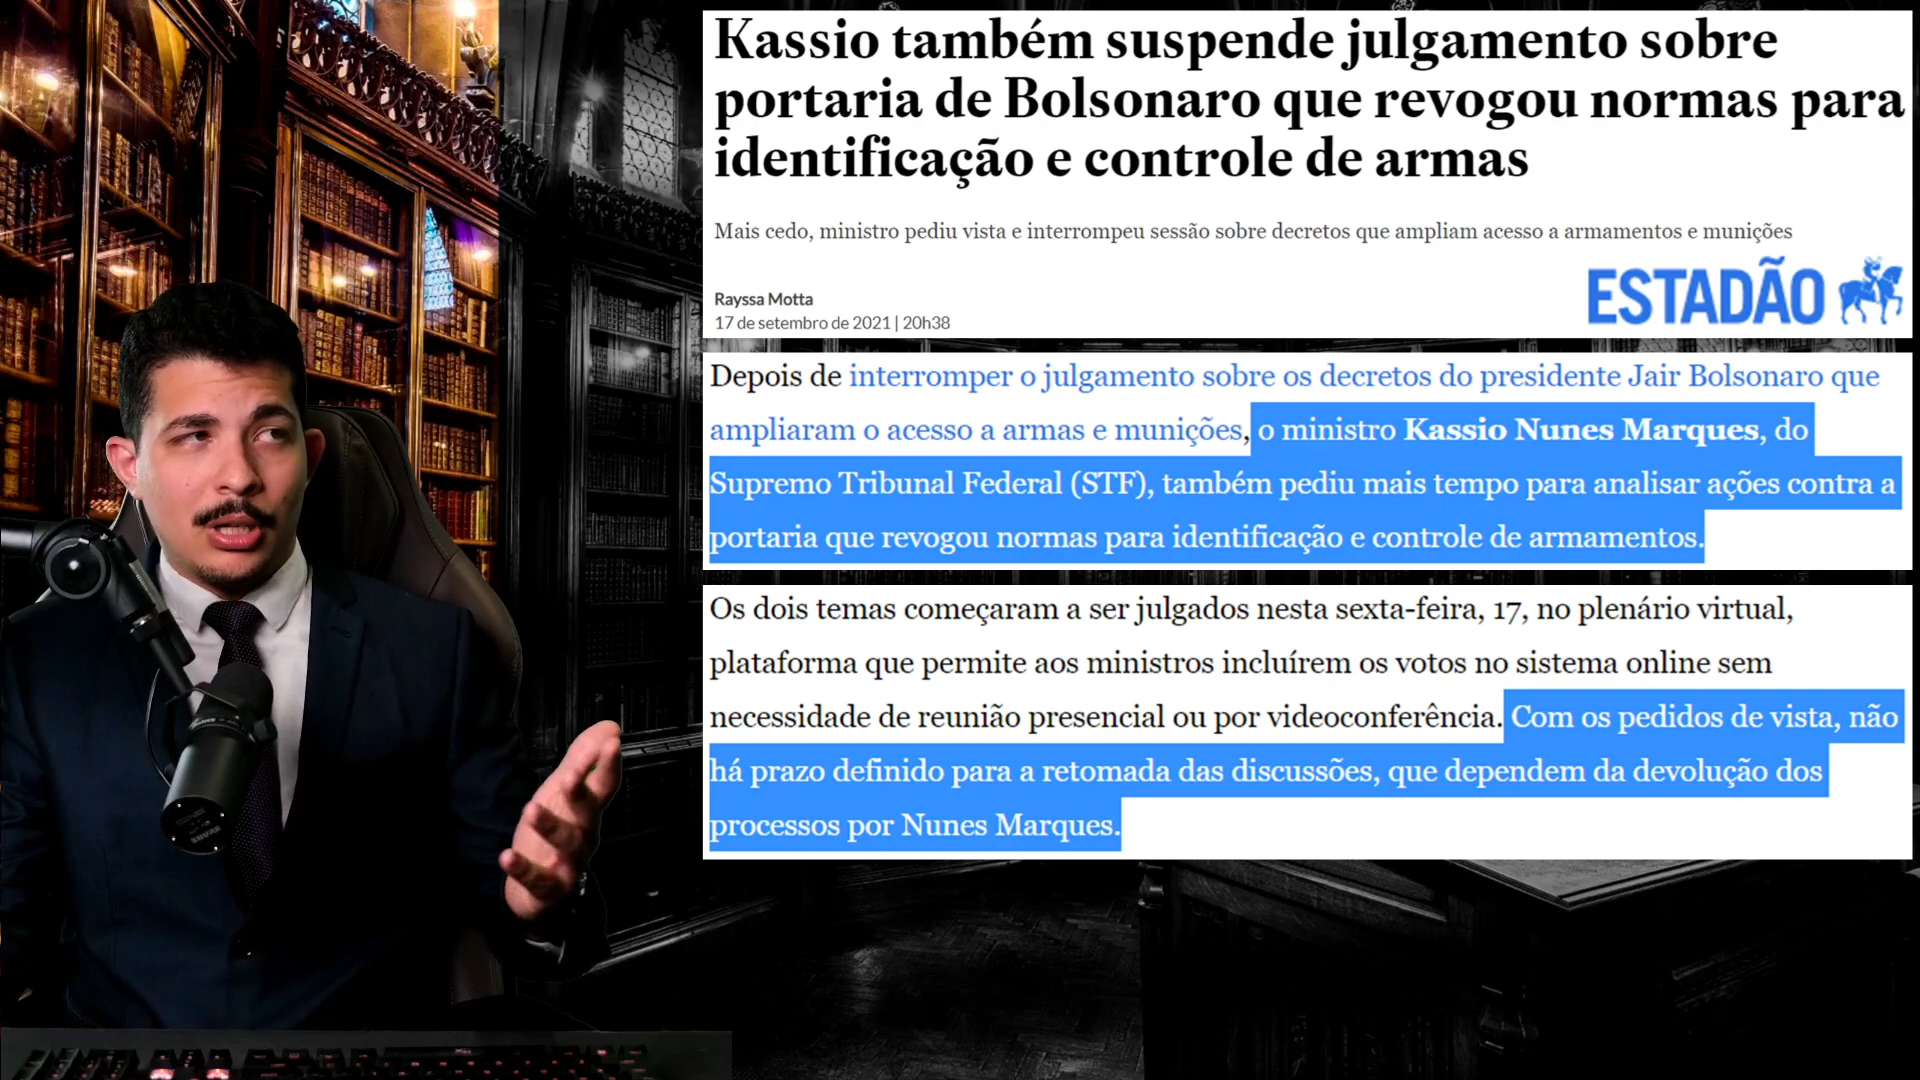 Kassio também suspende julgamento sobre
portaria de Bolsonaro que revogou normas para
identificação e controle de armas
Mais cedo, ministro pediu vista e interrompeu sessão sobre decretos que ampliam acesso a armamentos e munições
Rayssa Motta
17 de setembro de 2021 | 20h38
ESTADÃO
Depois de interromper o julgamento sobre os decretos do presidente Jair Bolsonaro que
ampliaram o acesso a armas e munições, o ministro Kassio Nunes Marques, do
Supremo Tribunal Federal (STF), também pediu mais tempo para analisar ações contra a
portaria que revogou normas para identificação e controle de armamentos.
Os dois temas começaram a ser julgados nesta sexta-feira, 17, no plenário virtual,
plataforma que permite aos ministros incluírem os votos no sistema online sem
necessidade de reunião presencial ou por videoconferência. Com os pedidos de vista, não
há prazo definido para a retomada das discussões, que dependem da devolução dos
processos por Nunes Marques.
SHURE